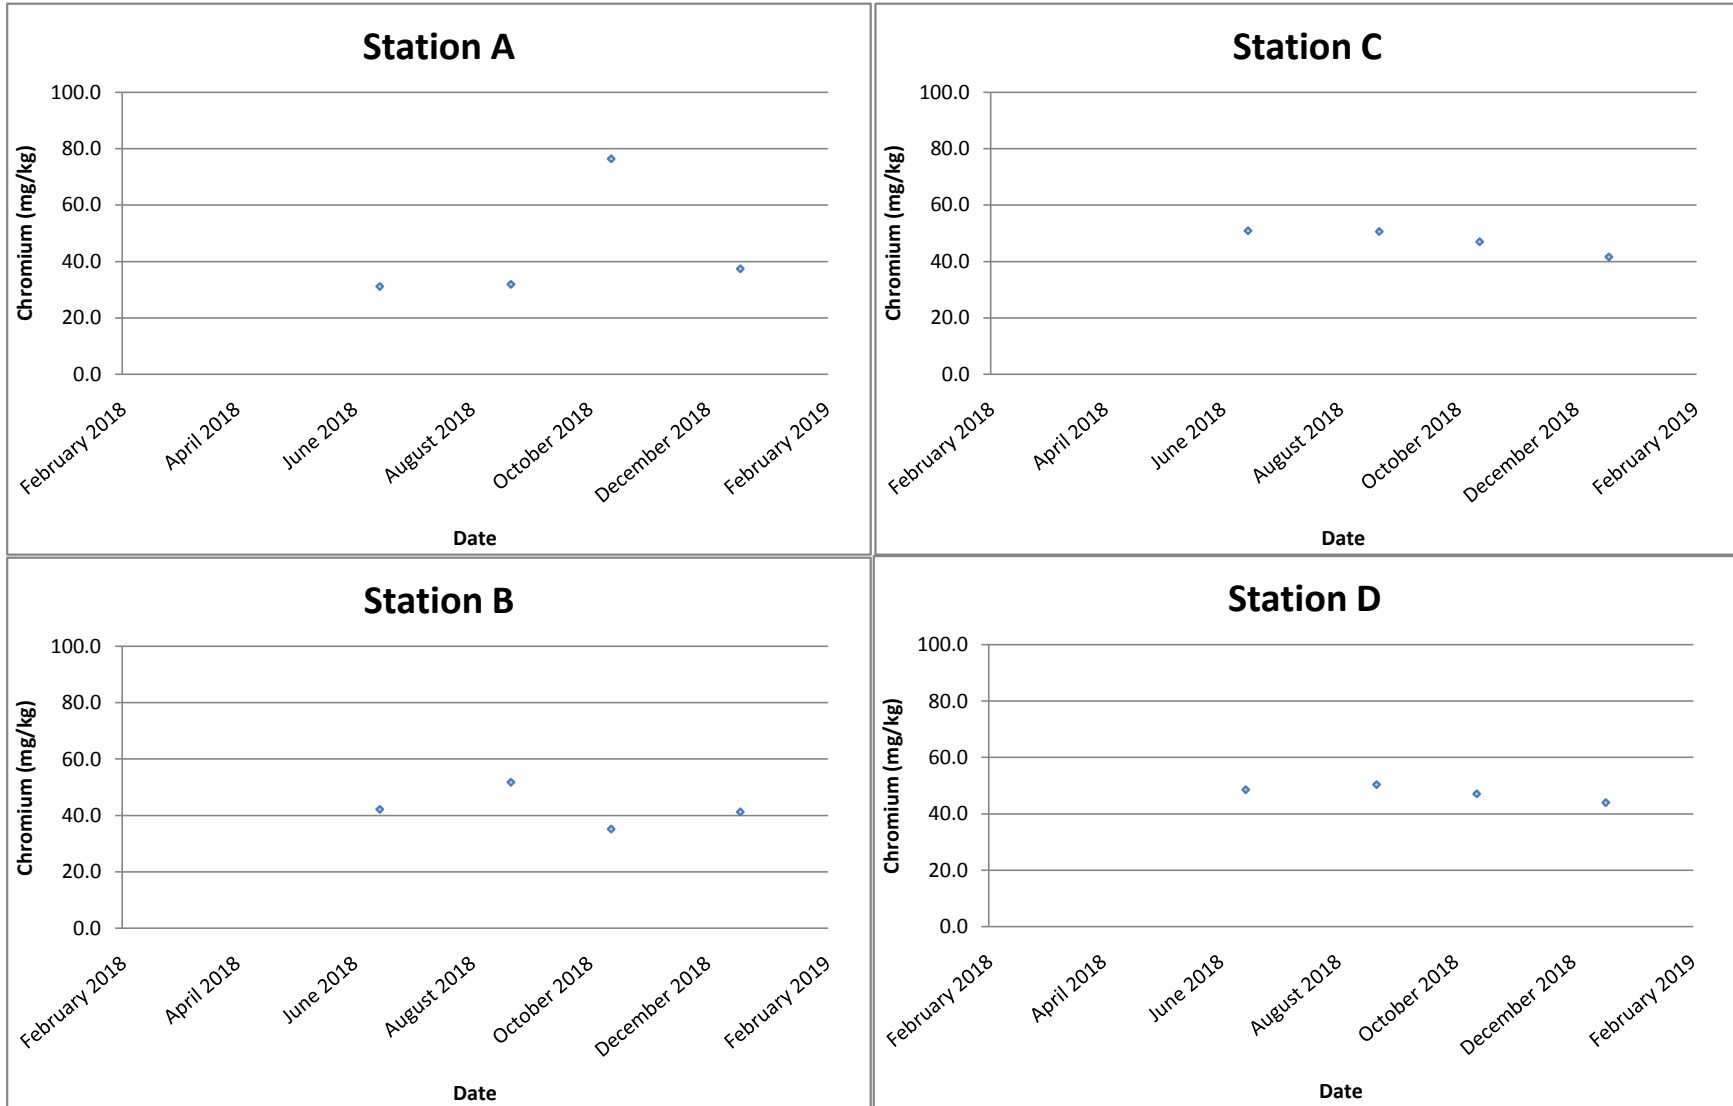 Station A
Chromium (mg/kg)
100.0
80.0
60.0
40.0
20.0
0.0
February 2018
April 2018
June 2018
August 2018
October 2018
December 2018
February 2019
Date
Station C
Chromium (mg/kg)
100.0
80.0
60.0
40.0
20.0
0.0
February 2018
April 2018
June 2018
August 2018
October 2018
December 2018
February 2019
Date
Station B
Chromium (mg/kg)
100.0
80.0
60.0
40.0
20.0
0.0
February 2018
April 2018
June 2018
August 2018
October 2018
December 2018
February 2019
Date
Station D
Chromium (mg/kg)
100.0
80.0
60.0
40.0
20.0
0.0
February 2018
April 2018
June 2018
August 2018
October 2018
December 2018
February 2019
Date